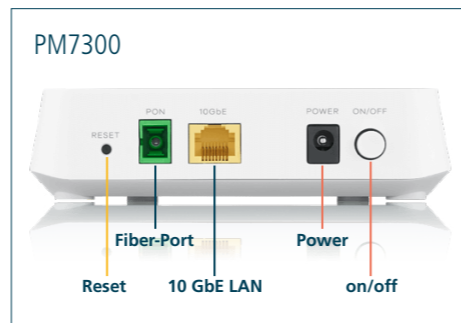 PM7300
RESET
PON
10GbE
POWER
ON/OFF
Fiber-Port
Power
Reset
10 GbE LAN
on/off